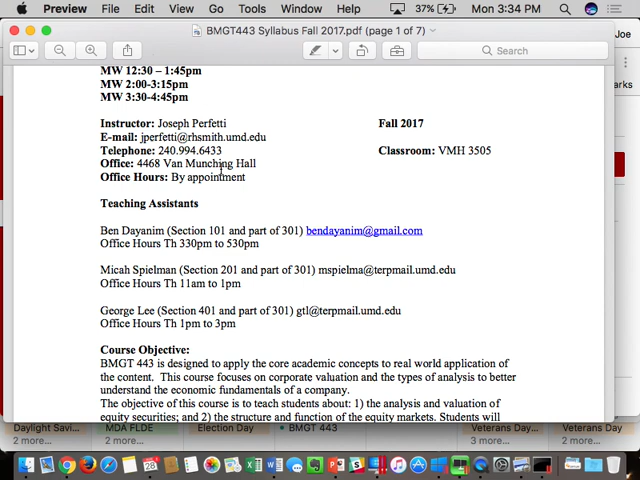 Preview File Edit View Go Tools Window Help 37% Mon 3:34 PM
BMGT443 Syllabus Fall 2017.pdf (page 1 of 7)
Joe
Search
arks
MW 12:30 – 1:45pm
MW 2:00-3:15pm
MW 3:30-4:45pm
Instructor: Joseph Perfetti Fall 2017
E-mail: jperfetti@rhsmith.umd.edu
Telephone: 240.994.6433 Classroom: VMH 3505
Office: 4468 Van Munching Hall
Office Hours: By appointment
Teaching Assistants
Ben Dayanim (Section 101 and part of 301) bendayanim@gmail.com
Office Hours Th 330pm to 530pm
Micah Spielman (Section 201 and part of 301) mspielma@terpmail.umd.edu
Office Hours Th 11am to 1pm
George Lee (Section 401 and part of 301) gtl@terpmail.umd.edu
Office Hours Th 1pm to 3pm
Course Objective:
BMGT 443 is designed to apply the core academic concepts to real world application of
the content. This course focuses on corporate valuation and the types of analysis to better
understand the economic fundamentals of a company.
The objective of this course is to teach students about: 1) the analysis and valuation of
equity securities; and 2) the structure and function of the equity markets. Students will
Daylight Savi... MDA FLDE Election Day BMGT 443 Veterans Day... Veterans Day...
2 more... 3 more... 2 more...
28